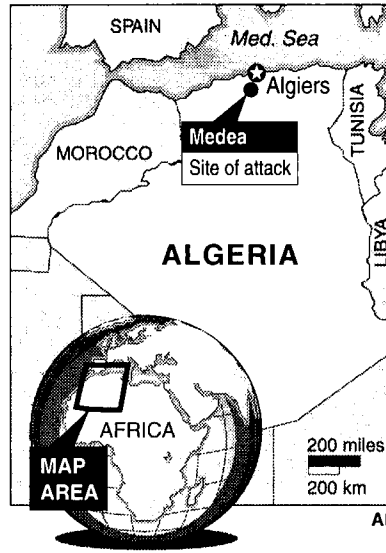 SPAIN
Med. Sea
Algiers
TUNISIA
Medea
Site of attack
MOROCCO
LIBYA
ALGERIA
AFRICA
MAP
AREA
200 miles
200 km